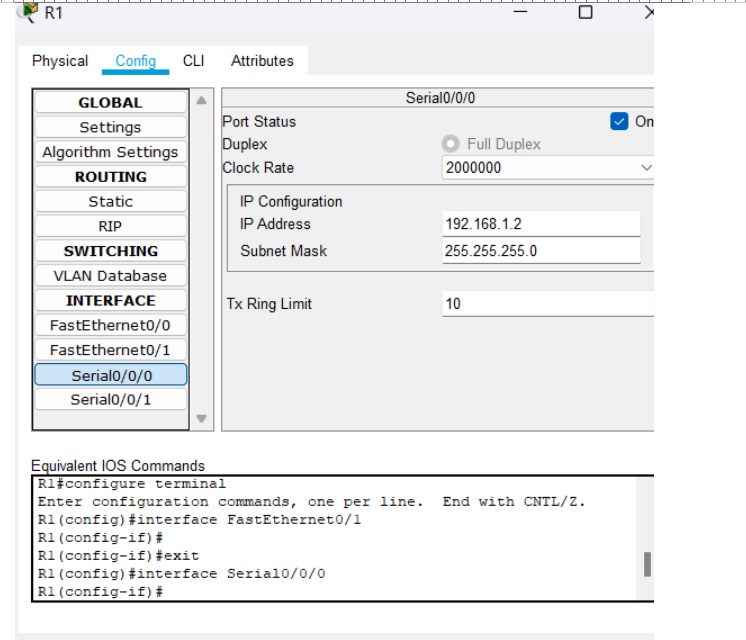 R1
Physical Config CLI Attributes
GLOBAL
Settings
Algorithm Settings
ROUTING
Static
RIP
SWITCHING
VLAN Database
INTERFACE
FastEthernet0/0
FastEthernet0/1
Serial0/0/0
Serial0/0/1
Serial0/0/0
Port Status On
Duplex Full Duplex
Clock Rate 2000000
IP Configuration
IP Address 192.168.1.2
Subnet Mask 255.255.255.0
Tx Ring Limit 10
Equivalent IOS Commands
R1#configure terminal
Enter configuration commands, one per line. End with CNTL/Z.
R1(config)#interface FastEthernet0/1
R1(config-if)#
R1(config-if)#exit
R1(config)#interface Serial0/0/0
R1(config-if)#